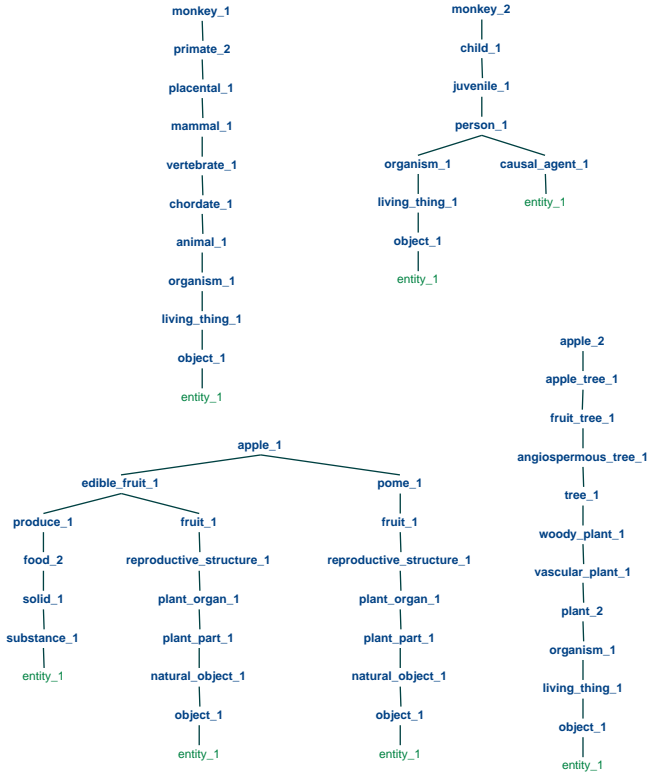 monkey_1
primate_2
placental_1
mammal_1
vertebrate_1
chordate_1
animal_1
organism_1
living_thing_1
object_1
entity_1
monkey_2
child_1
juvenile_1
person_1
organism_1 causal_agent_1
living_thing_1 entity_1
object_1
entity_1
apple_1
edible_fruit_1 pome_1
produce_1 fruit_1 fruit_1
food_2 reproductive_structure_1 reproductive_structure_1
solid_1 plant_organ_1 plant_organ_1
substance_1 plant_part_1 plant_part_1
entity_1 natural_object_1 natural_object_1
object_1 object_1
entity_1 entity_1
apple_2
apple_tree_1
fruit_tree_1
angiospermous_tree_1
tree_1
woody_plant_1
vascular_plant_1
plant_2
organism_1
living_thing_1
object_1
entity_1